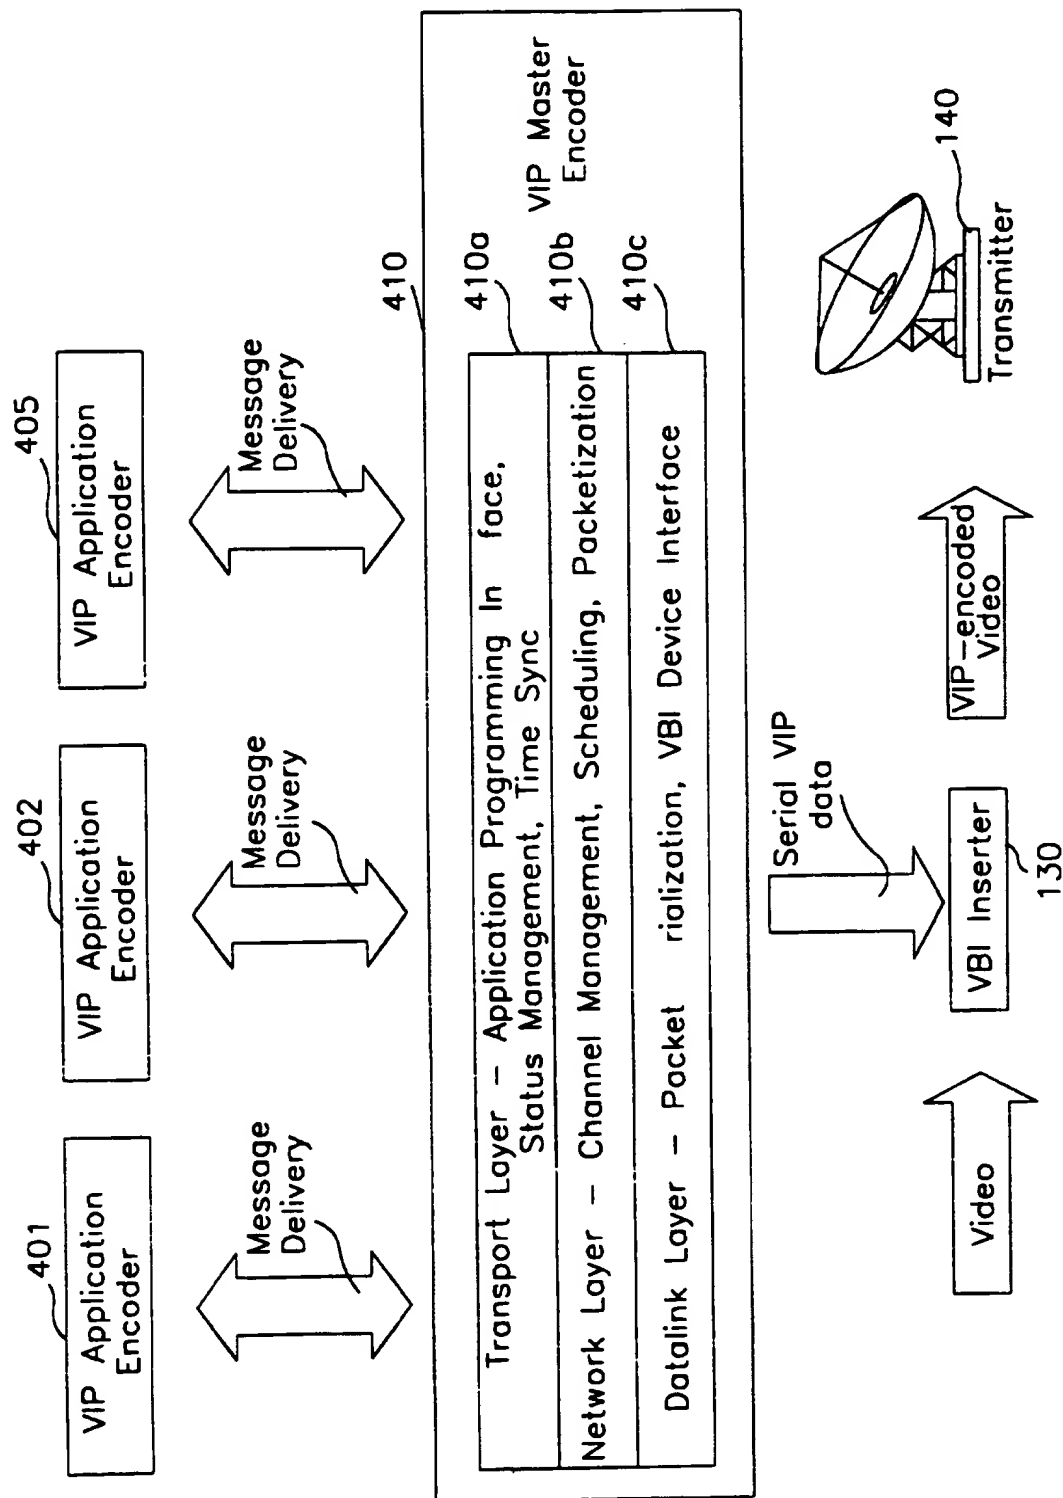 401
VIP Application
Encoder
402
VIP Application
Encoder
405
VIP Application
Encoder
Message
Delivery
Message
Delivery
Message
Delivery
410
Transport Layer – Application Programming In face,
Status Management, Time Sync
410a
Network Layer – Channel Management, Scheduling, Packetization
410b
Datalink Layer – Packet rialization, VBI Device Interface
410c
VIP Master
Encoder
Serial VIP
data
Video
VBI Inserter
130
VIP–encoded
Video
Transmitter
140